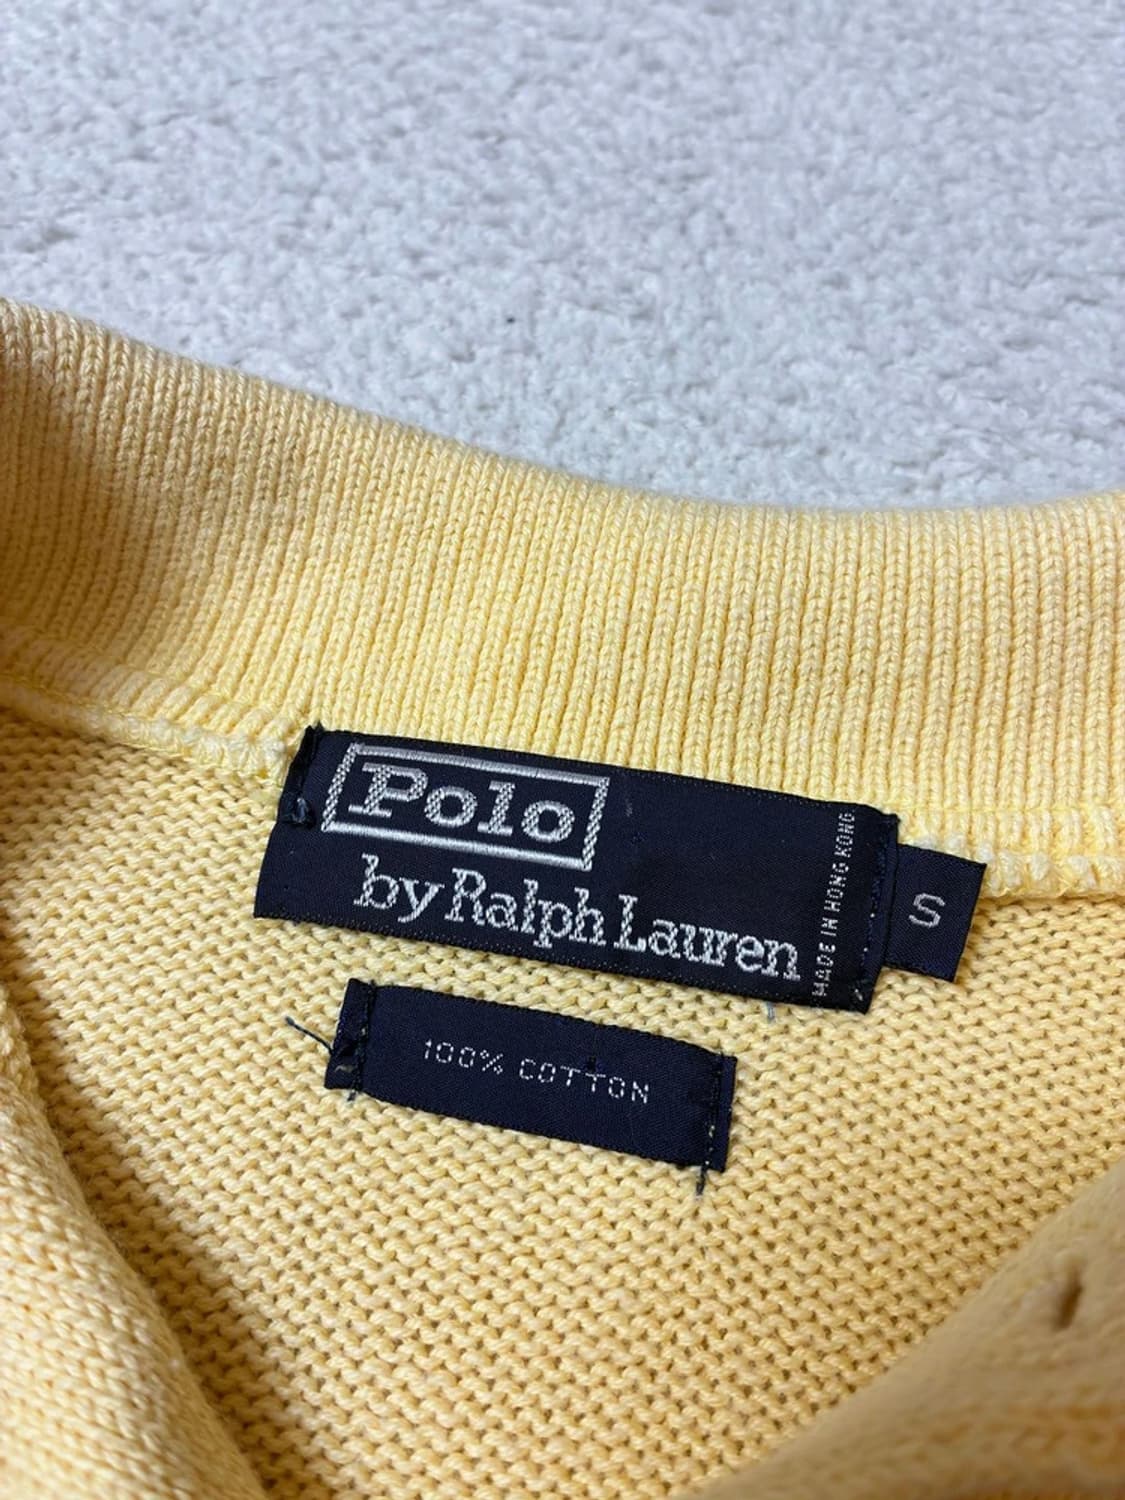 Polo
by Ralph Lauren
MADE IN HONG KONG
S
100% COTTON